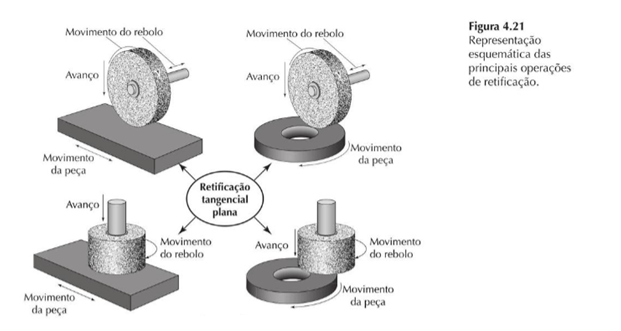 Movimento do rebolo
Avanço
Movimento
da peça
Movimento do rebolo
Avanço
Movimento
da peça
Retificação
tangencial
plana
Avanço
Movimento
do rebolo
Movimento
da peça
Avanço
Movimento
do rebolo
Movimento
da peça
Figura 4.21
Representação
esquemática das
principais operações
de retificação.